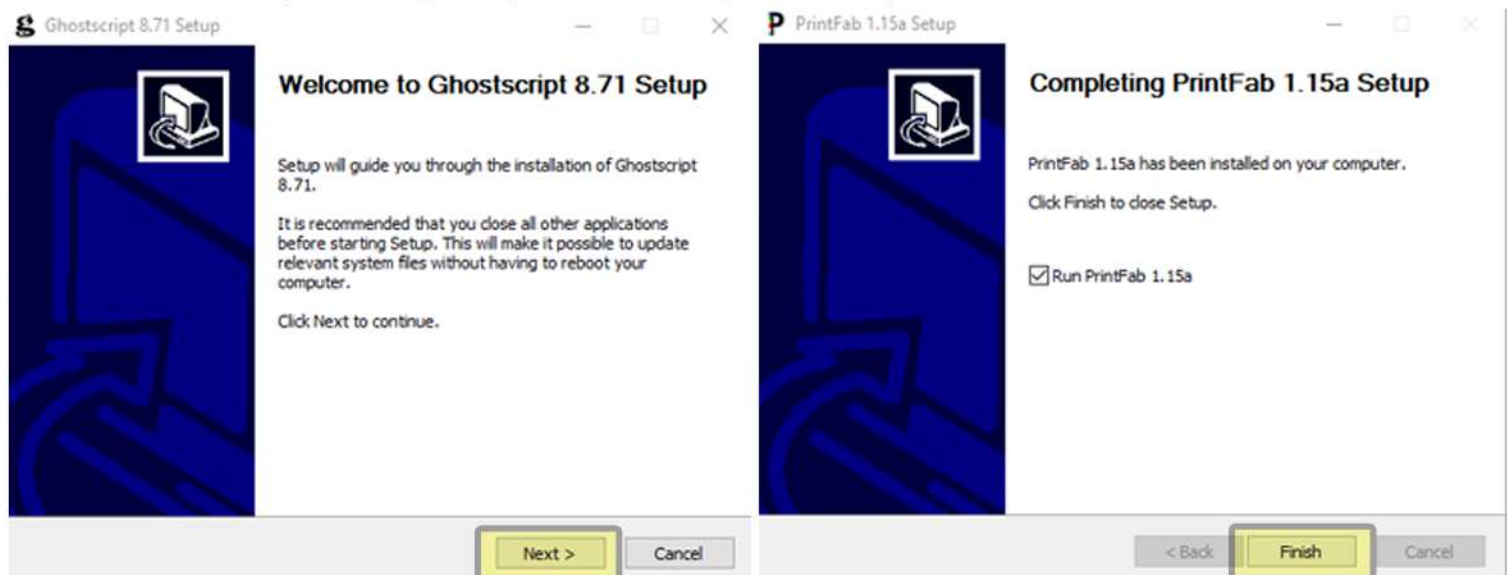 Ghostscript 8.71 Setup
Welcome to Ghostscript 8.71 Setup
Setup will guide you through the installation of Ghostscript
8.71.
It is recommended that you close all other applications
before starting Setup. This will make it possible to update
relevant system files without having to reboot your
computer.
Click Next to continue.
Next >
Cancel
PrintFab 1.15a Setup
Completing PrintFab 1.15a Setup
PrintFab 1.15a has been installed on your computer.
Click Finish to close Setup.
Run PrintFab 1.15a
< Back
Finish
Cancel